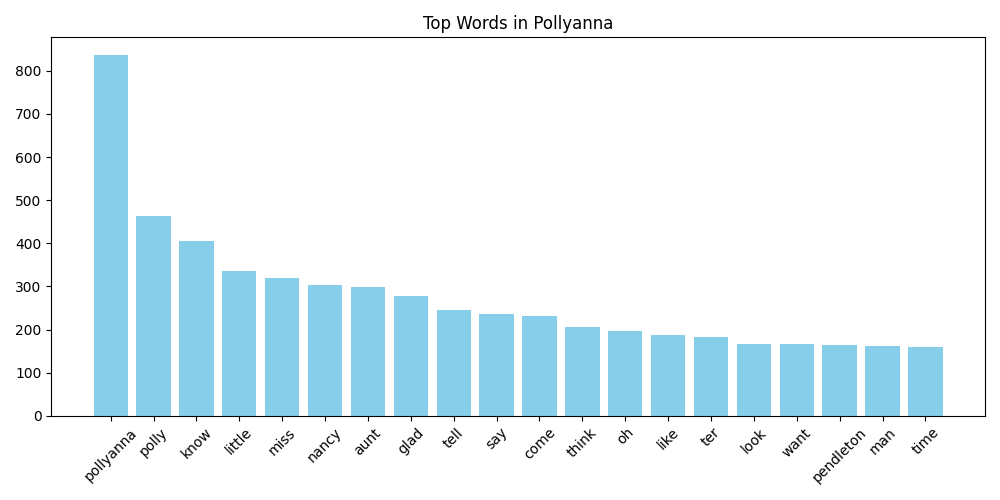 Top Words in Pollyanna
800
700
600
500
400
300
200
100
0
pollyanna
polly
know
little
miss
nancy
aunt
glad
tell
say
come
think
oh
like
ter
look
want
pendleton
man
time